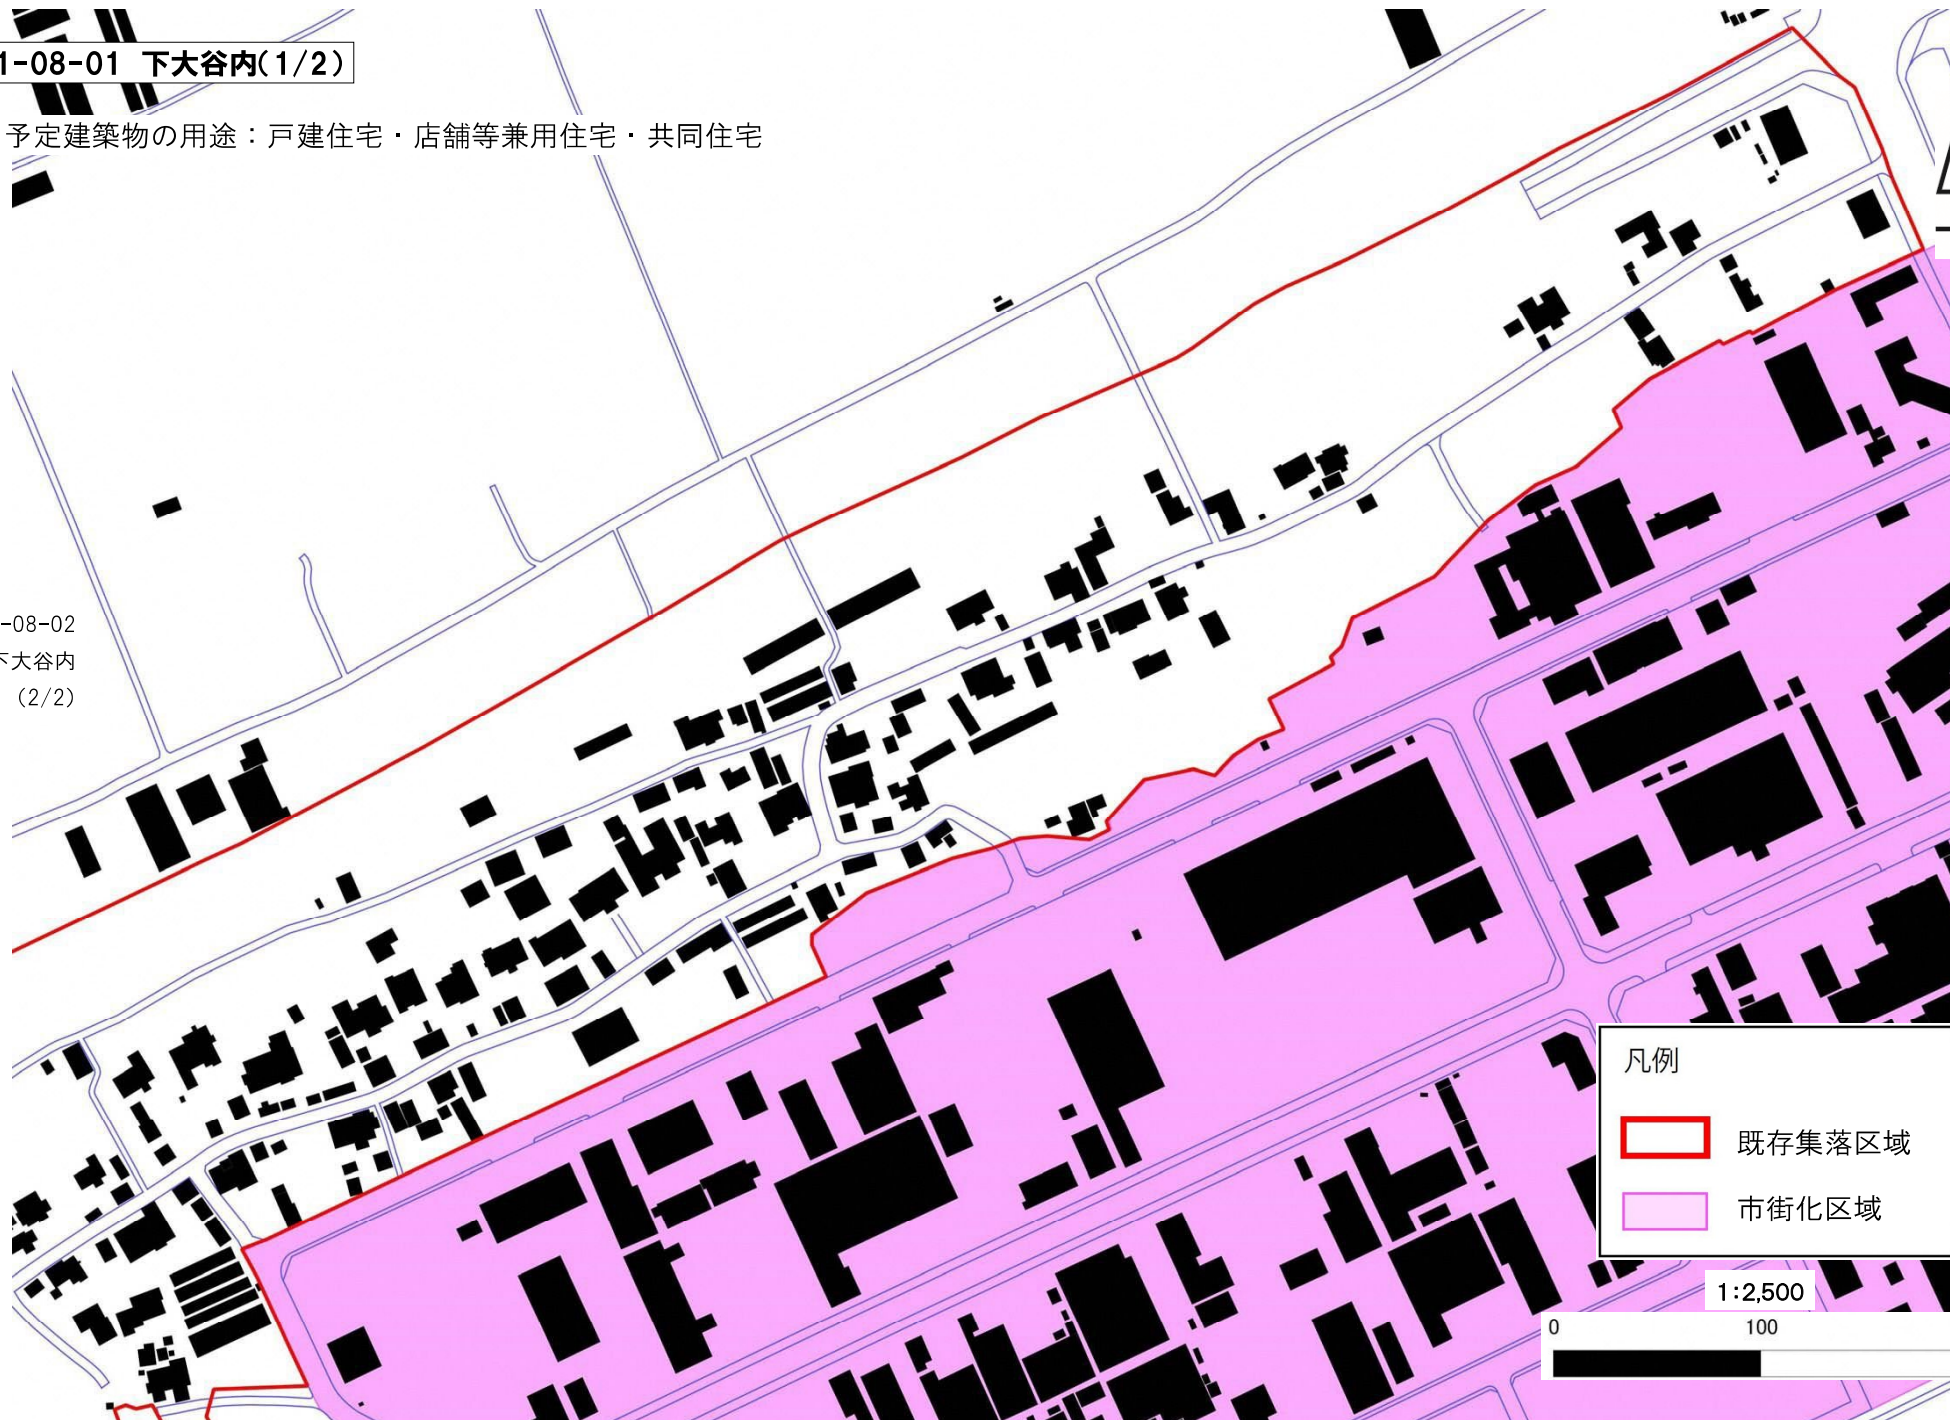 1-08-01 下大谷内(1/2)
予定建築物の用途：戸建住宅・店舗等兼用住宅・共同住宅
-08-02
下大谷内
(2/2)
凡例
既存集落区域
市街化区域
1:2,500
0 100